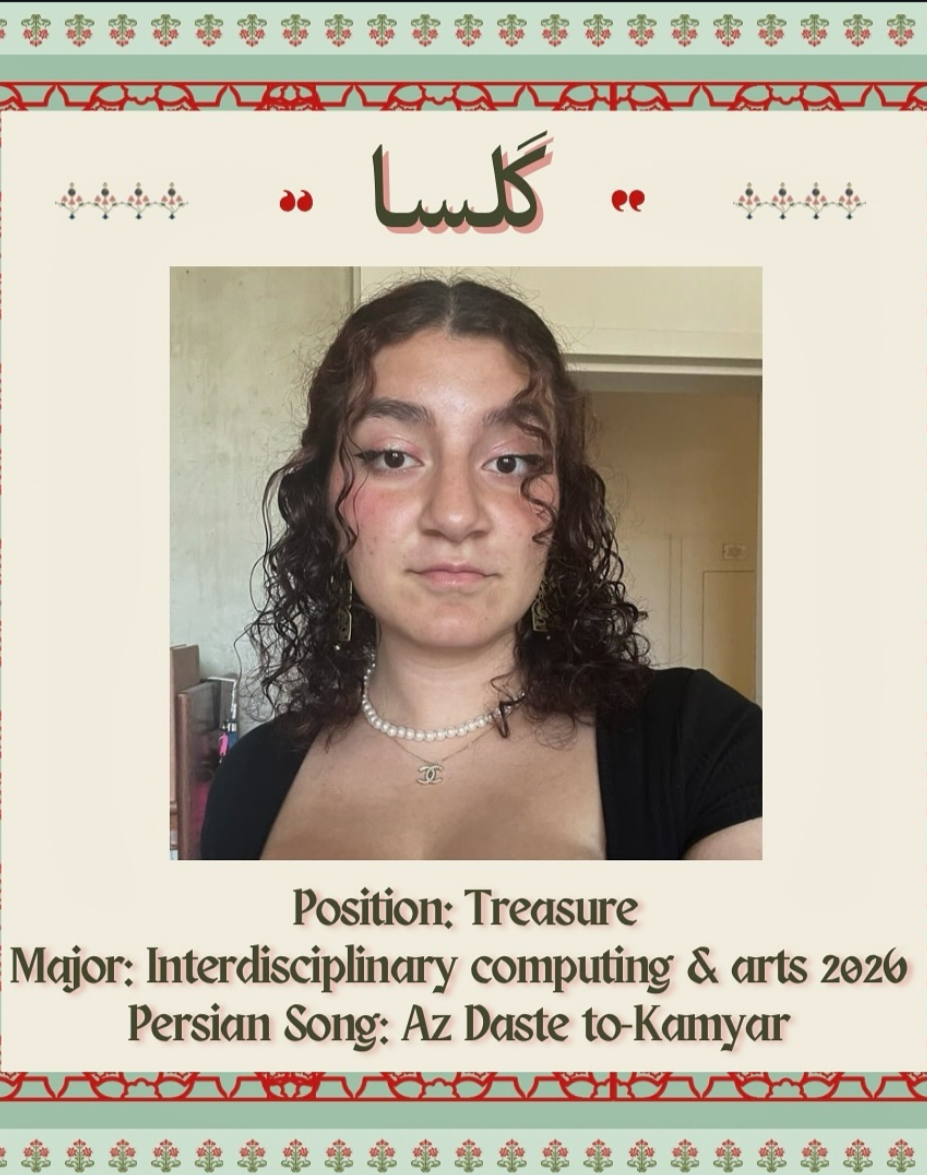 گلسا
Position: Treasure
Major: Interdisciplinary computing & arts 2026
Persian Song: Az Daste to-Kamyar